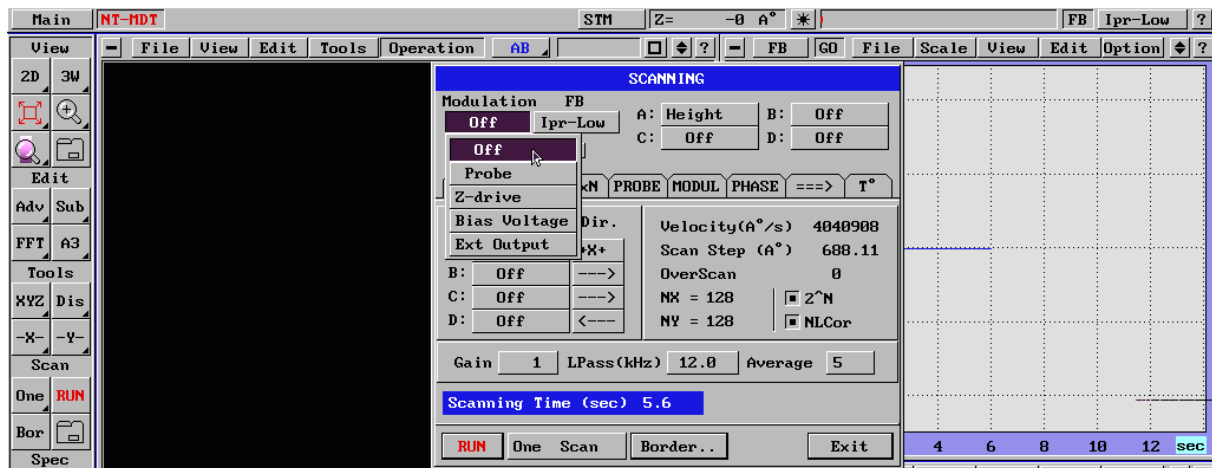 Main NT-MDT STM Z= -0 A° FB Ipr-Low ?
View File View Edit Tools Operation AB ? FB GO File Scale View Edit Option ?
2D 3W
SCANNING
Modulation FB
Off Ipr-Low A: Height B: Off
C: Off D: Off
Off
Probe
Z-drive
Bias Voltage
Ext Output
Edit
xN PROBE MODUL PHASE ===> T°
Adv Sub
Dir. Velocity(A°/s) 4040908
FFT A3
+X+ Scan Step (A°) 688.11
Tools
B: Off ---> OverScan 0
XYZ Dis
C: Off ---> NX = 128 2^N
D: Off <--- NY = 128 NLCor
-X- -Y-
Scan
Gain 1 LPass(kHz) 12.0 Average 5
One RUN
Scanning Time (sec) 5.6
Bor
RUN One Scan Border.. Exit
4 6 8 10 12 sec
Spec